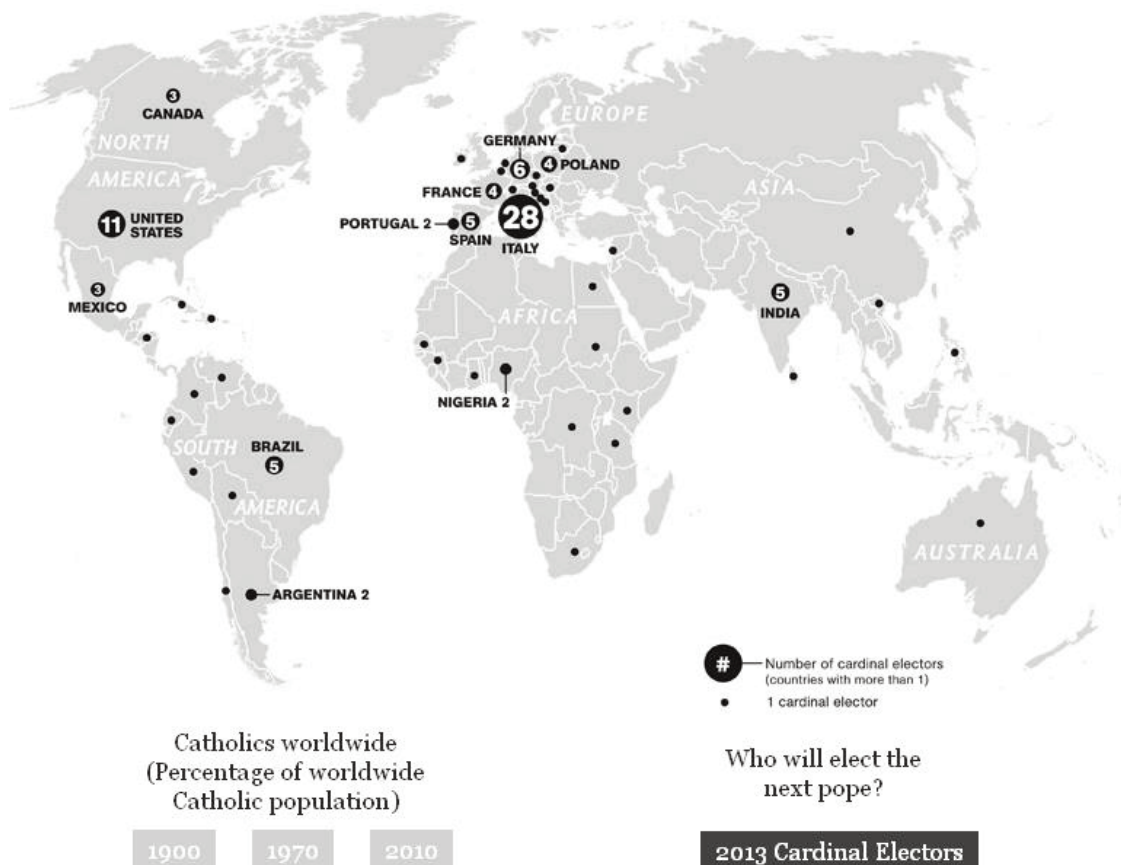 3
CANADA
NORTH
AMERICA
11 UNITED
STATES
3
MEXICO
EUROPE
GERMANY
6
4 POLAND
FRANCE 4
PORTUGAL 2
5
SPAIN
28
ITALY
ASIA
5
INDIA
AFRICA
NIGERIA 2
SOUTH
AMERICA
BRAZIL
5
ARGENTINA 2
AUSTRALIA
# Number of cardinal electors
(countries with more than 1)
1 cardinal elector
Catholics worldwide
(Percentage of worldwide
Catholic population)
1900 1970 2010
Who will elect the
next pope?
2013 Cardinal Electors